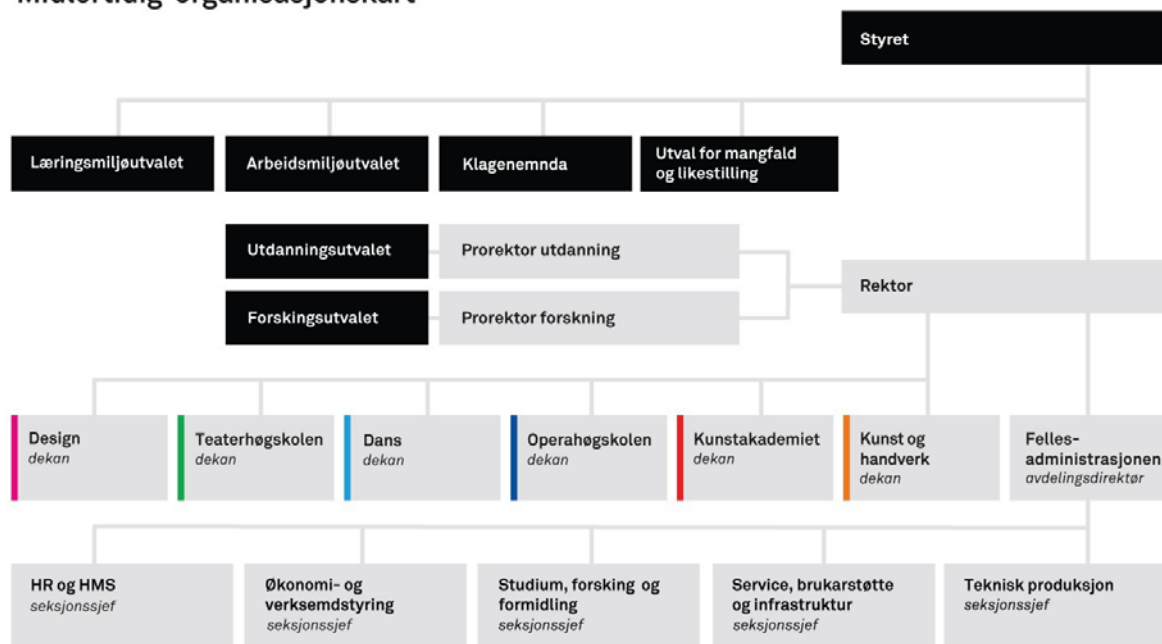 Midlertidig organisasjonskart
Styret
Læringsmiljøutvalet
Arbeidsmiljøutvalet
Klagenemnda
Utval for mangfald
og likestilling
Utdanningsutvalet
Prorektor utdanning
Rektor
Forskingsutvalet
Prorektor forskning
Design
dekan
Teaterhøgskolen
dekan
Dans
dekan
Operahøgskolen
dekan
Kunstakademiet
dekan
Kunst og
handverk
dekan
Felles-
administrasjonen
avdelingsdirektør
HR og HMS
seksjonssjef
Økonomi- og
verksemdstyring
seksjonssjef
Studium, forsking og
formidling
seksjonssjef
Service, brukarstøtte
og infrastruktur
seksjonssjef
Teknisk produksjon
seksjonssjef